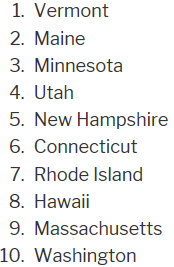 1. Vermont
2. Maine
3. Minnesota
4. Utah
5. New Hampshire
6. Connecticut
7. Rhode Island
8. Hawaii
9. Massachusetts
10. Washington